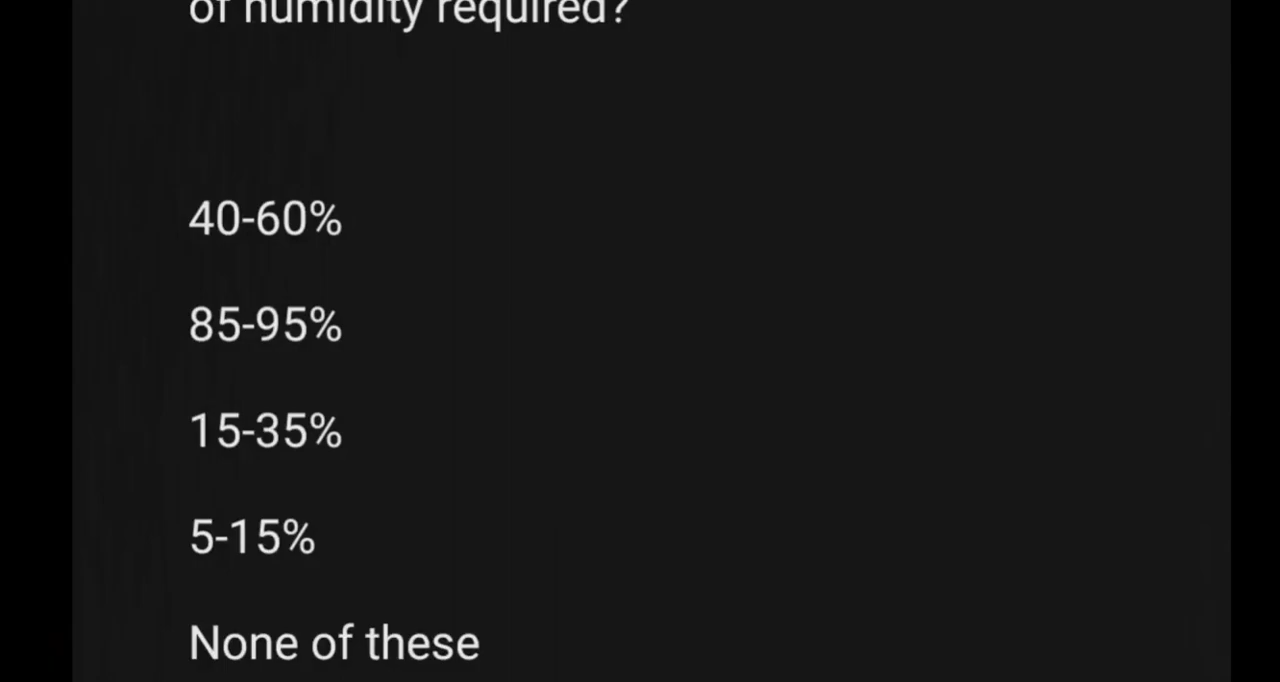 of humidity required?
40-60%
85-95%
15-35%
5-15%
None of these